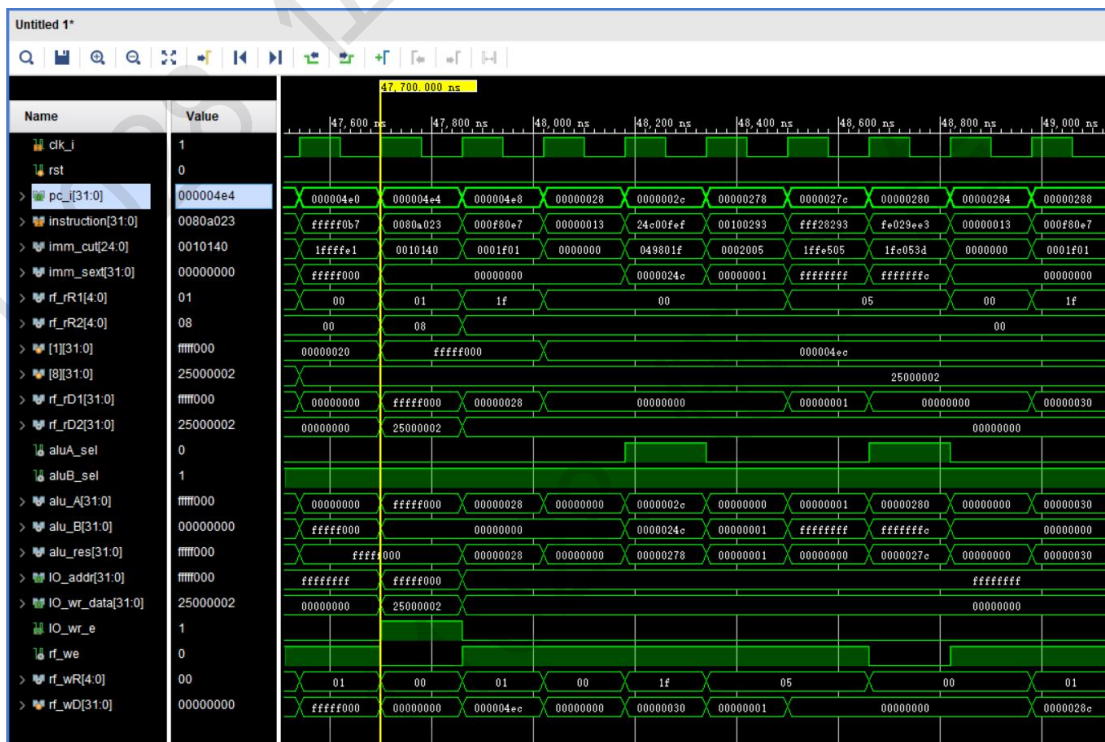 Untitled 1*
47,700.000 ns
Name Value
47,600 ns 47,800 ns 48,000 ns 48,200 ns 48,400 ns 48,600 ns 48,800 ns 49,000 ns
clk_i 1
rst 0
pc_i[31:0] 000004e4 000004e0 000004e4 000004e8 00000028 0000002c 00000278 0000027c 00000280 00000284 00000288
instruction[31:0] 0080a023 fffff0b7 0080a023 000f80e7 00000013 24c00fef 00100293 fff28293 fe029ee3 00000013 000f80e7
imm_cut[24:0] 0010140 1ffffe1 0010140 0001f01 0000000 049801f 0002005 1ffe505 1fc053d 0000000 0001f01
imm_sext[31:0] 00000000 fffff000 00000000 0000024c 00000001 ffffffff fffffffc 00000000
rf_rR1[4:0] 01 00 01 1f 00 05 00 1f
rf_rR2[4:0] 08 00 08 00
[1][31:0] fffff000 00000020 fffff000 000004ec
[8][31:0] 25000002 25000002
rf_rD1[31:0] fffff000 00000000 fffff000 00000028 00000000 00000001 00000000 00000030
rf_rD2[31:0] 25000002 00000000 25000002 00000000
aluA_sel 0
aluB_sel 1
alu_A[31:0] fffff000 00000000 fffff000 00000028 00000000 0000002c 00000000 00000001 00000280 00000000 00000030
alu_B[31:0] 00000000 fffff000 00000000 0000024c 00000001 ffffffff fffffffc 00000000
alu_res[31:0] fffff000 fffff000 00000028 00000000 00000278 00000001 00000000 0000027c 00000000 00000030
IO_addr[31:0] fffff000 ffffffff fffff000 ffffffff
IO_wr_data[31:0] 25000002 00000000 25000002 00000000
IO_wr_e 1
rf_we 0
rf_wR[4:0] 00 01 00 01 00 1f 05 00 01
rf_wD[31:0] 00000000 fffff000 00000000 000004ec 00000000 00000030 00000001 00000000 0000028c